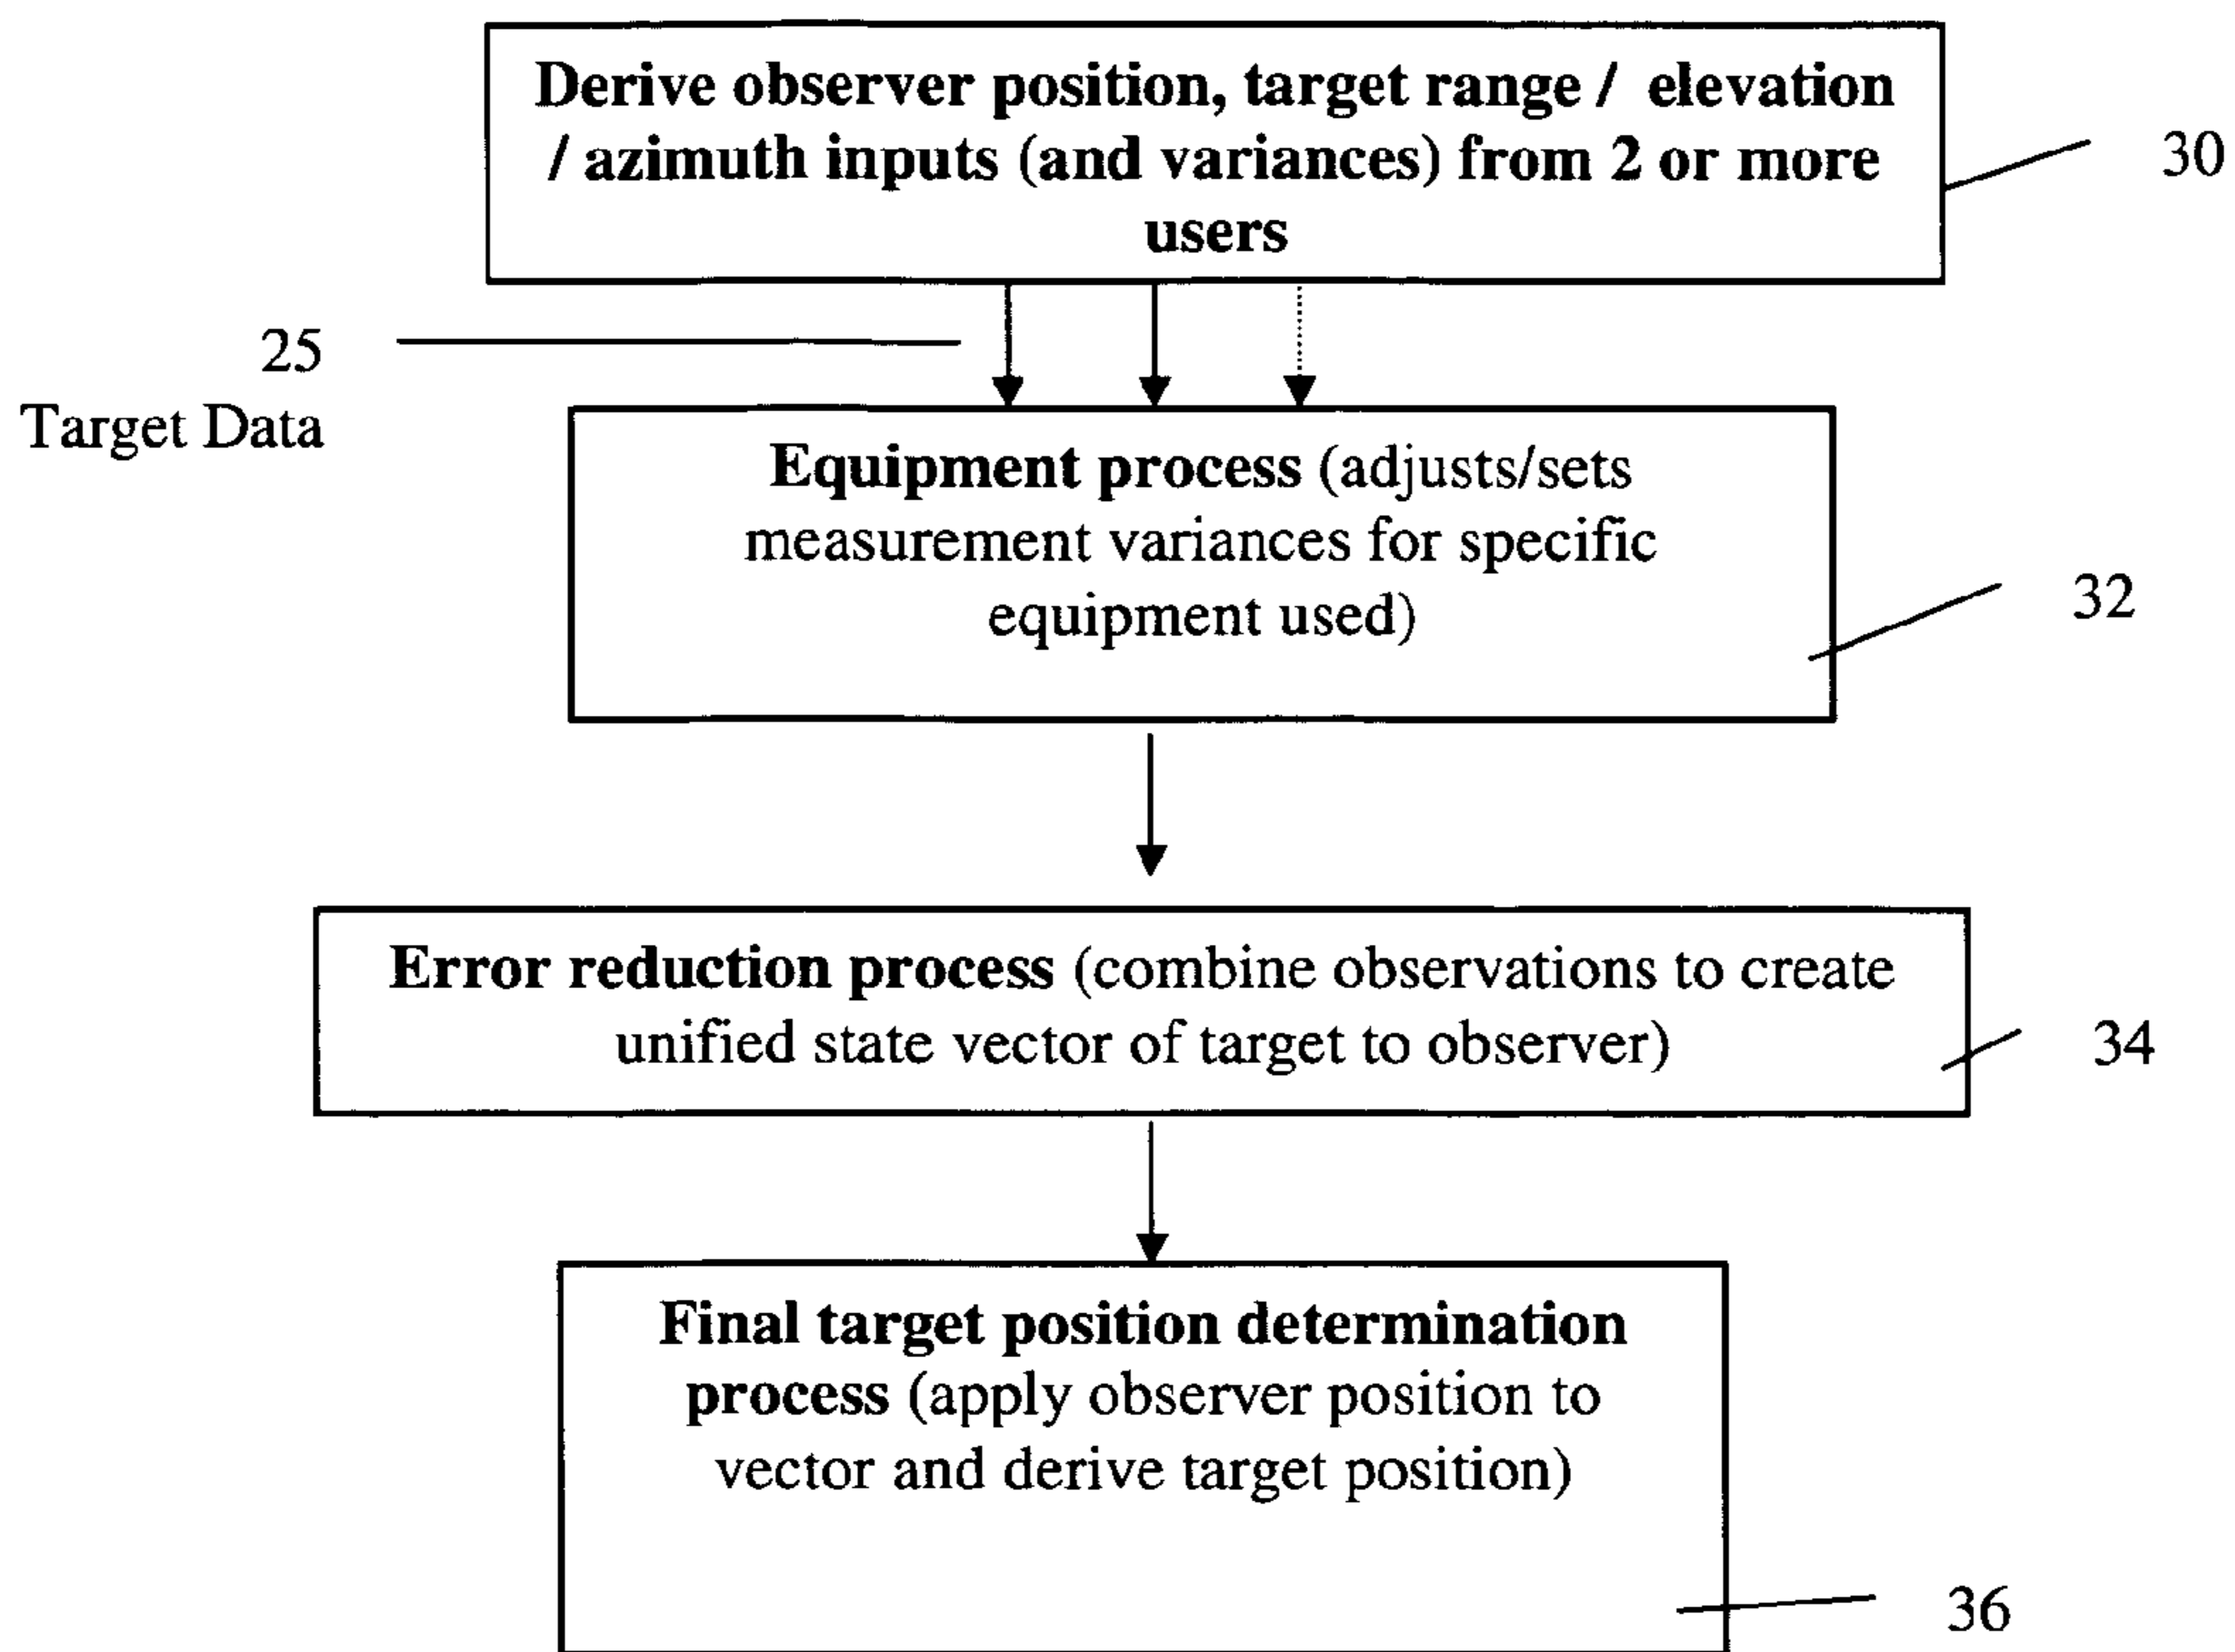 Derive observer position, target range / elevation
/ azimuth inputs (and variances) from 2 or more
users
30
25
Target Data
Equipment process (adjusts/sets
measurement variances for specific
equipment used)
32
Error reduction process (combine observations to create
unified state vector of target to observer)
34
Final target position determination
process (apply observer position to
vector and derive target position)
36